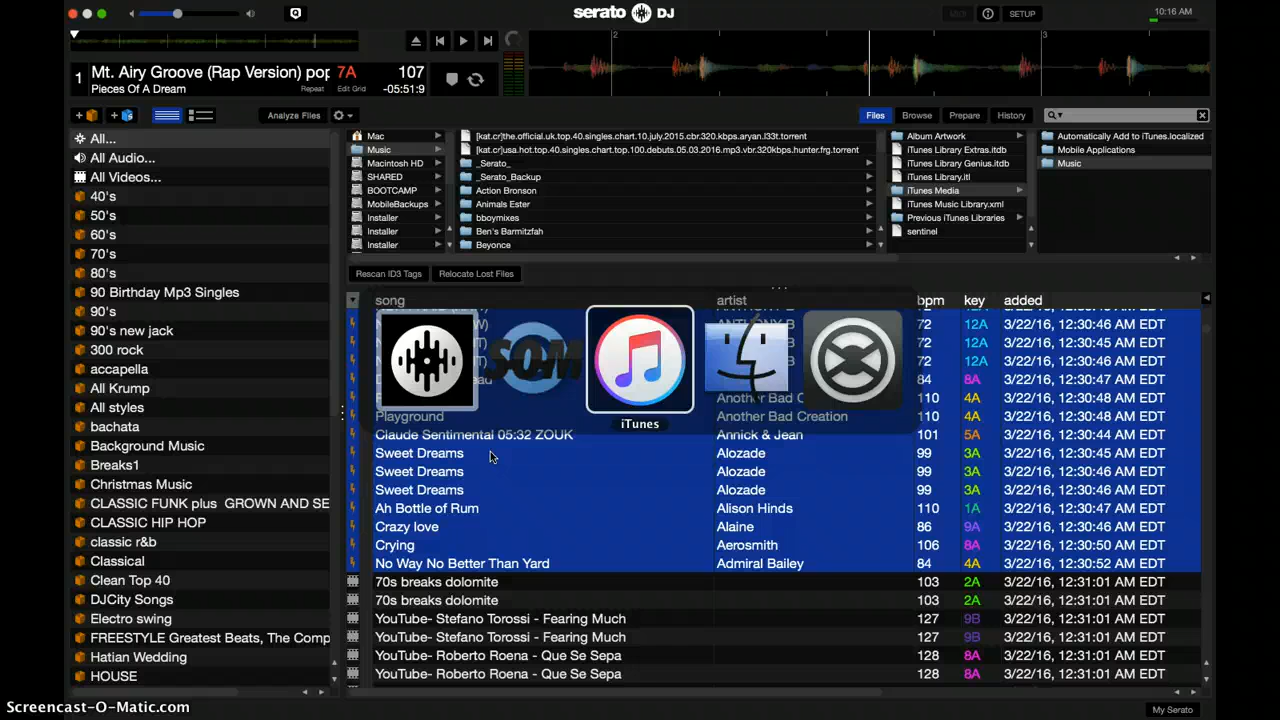 serato DJ
MIDI
SETUP
10:16 AM
2
3
1
Mt. Airy Groove (Rap Version) pop
7A
107
Pieces Of A Dream
Repeat
Edit Grid
-05:51:9
Analyze Files
Files
Browse
Prepare
History
All...
All Audio...
All Videos...
40's
50's
60's
70's
80's
90 Birthday Mp3 Singles
90's
90's new jack
300 rock
accapella
All Krump
All styles
bachata
Background Music
Breaks1
Christmas Music
CLASSIC FUNK plus GROWN AND SE
CLASSIC HIP HOP
classic r&b
Classical
Clean Top 40
DJCity Songs
Electro swing
FREESTYLE Greatest Beats, The Comp
Hatian Wedding
HOUSE
Mac
Music
Macintosh HD
SHARED
BOOTCAMP
MobileBackups
Installer
Installer
Installer
[kat.cr]the.official.uk.top.40.singles.chart.10.july.2015.cbr.320.kbps.aryan.l33t.torrent
[kat.cr]usa.hot.top.40.singles.chart.top.100.debuts.05.03.2016.mp3.vbr.320kbps.hunter.frg.torrent
_Serato_
_Serato_Backup
Action Bronson
Animals Ester
bboymixes
Ben's Barmitzfah
Beyonce
Album Artwork
iTunes Library Extras.itdb
iTunes Library Genius.itdb
iTunes Library.itl
iTunes Media
iTunes Music Library.xml
Previous iTunes Libraries
sentinel
Automatically Add to iTunes.localized
Mobile Applications
Music
Rescan ID3 Tags
Relocate Lost Files
song artist bpm key added
72 12A 3/22/16, 12:30:46 AM EDT
72 12A 3/22/16, 12:30:45 AM EDT
72 12A 3/22/16, 12:30:46 AM EDT
84 8A 3/22/16, 12:30:46 AM EDT
Another Bad C 110 4A 3/22/16, 12:30:46 AM EDT
Playground Another Bad Creation 110 4A 3/22/16, 12:30:46 AM EDT
Claude Sentimental 05:32 ZOUK Annick & Jean 101 5A 3/22/16, 12:30:45 AM EDT
Sweet Dreams Alozade 99 3A 3/22/16, 12:30:45 AM EDT
Sweet Dreams Alozade 99 3A 3/22/16, 12:30:46 AM EDT
Sweet Dreams Alozade 99 3A 3/22/16, 12:30:46 AM EDT
Ah Bottle of Rum Alison Hinds 110 1A 3/22/16, 12:30:46 AM EDT
Crazy love Alaine 86 9A 3/22/16, 12:30:46 AM EDT
Crying Aerosmith 106 8A 3/22/16, 12:30:50 AM EDT
No Way No Better Than Yard Admiral Bailey 84 4A 3/22/16, 12:30:52 AM EDT
70s breaks dolomite 103 2A 3/22/16, 12:31:01 AM EDT
70s breaks dolomite 103 2A 3/22/16, 12:31:01 AM EDT
YouTube- Stefano Torossi - Fearing Much 127 9B 3/22/16, 12:31:01 AM EDT
YouTube- Stefano Torossi - Fearing Much 127 9B 3/22/16, 12:31:01 AM EDT
YouTube- Roberto Roena - Que Se Sepa 128 8A 3/22/16, 12:31:01 AM EDT
YouTube- Roberto Roena - Que Se Sepa 128 8A 3/22/16, 12:31:01 AM EDT
SOM
iTunes
My Serato
Screencast-O-Matic.com